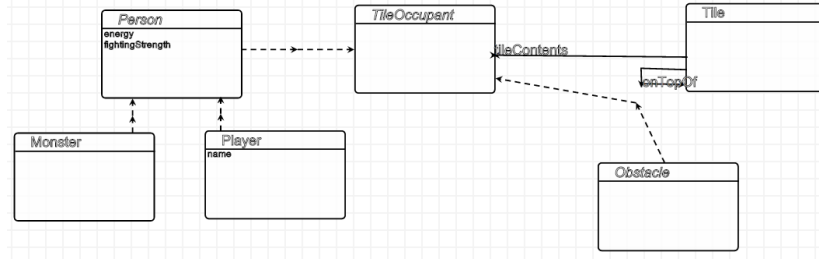 Person
energy
fightingStrength
TileOccupant
Tile
tileContents
onTopOf
Monster
Player
name
Obstacle